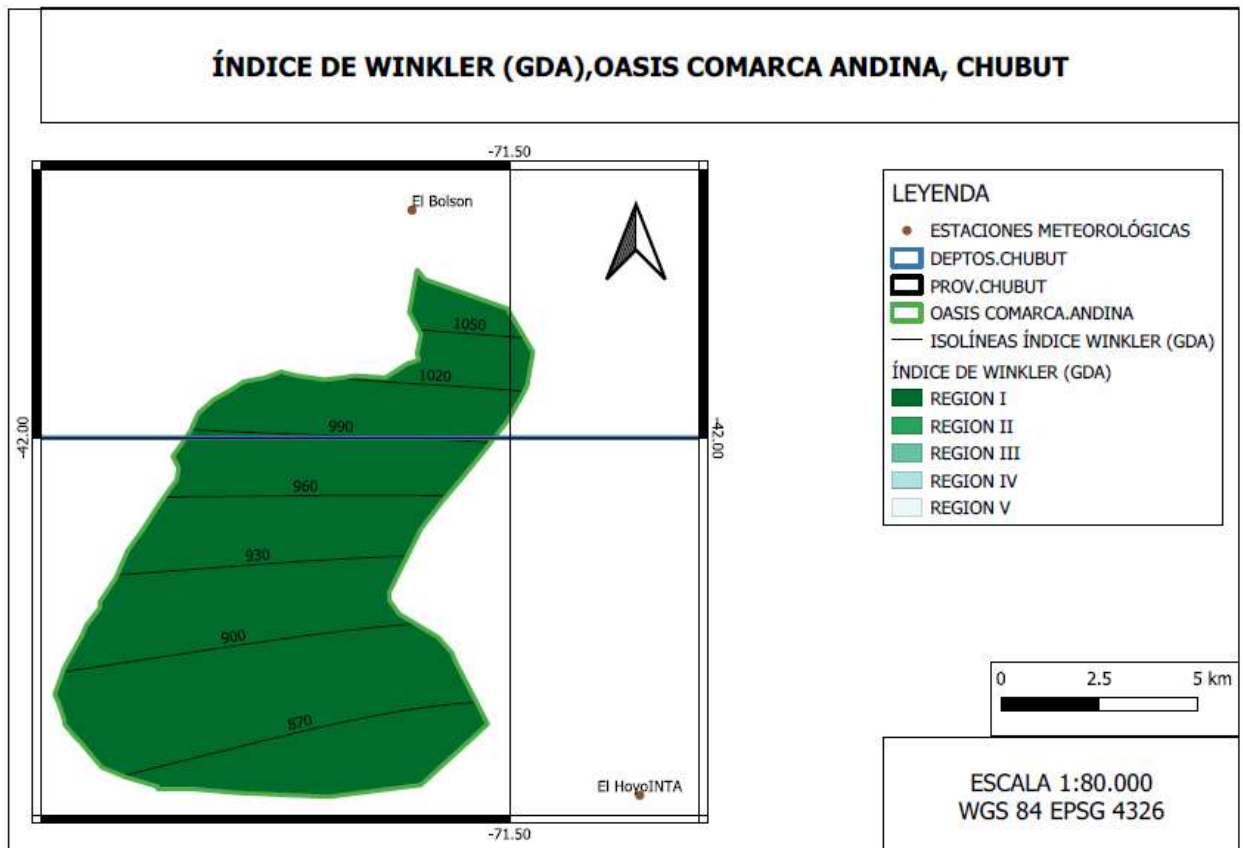 ÍNDICE DE WINKLER (GDA),OASIS COMARCA ANDINA, CHUBUT
-71.50
El Bolson
1050
1020
990
-42.00
-42.00
960
930
900
870
El HoyoINTA
-71.50
LEYENDA
ESTACIONES METEOROLÓGICAS
DEPTOS.CHUBUT
PROV.CHUBUT
OASIS COMARCA.ANDINA
ISOLÍNEAS ÍNDICE WINKLER (GDA)
ÍNDICE DE WINKLER (GDA)
REGION I
REGION II
REGION III
REGION IV
REGION V
0 2.5 5 km
ESCALA 1:80.000
WGS 84 EPSG 4326